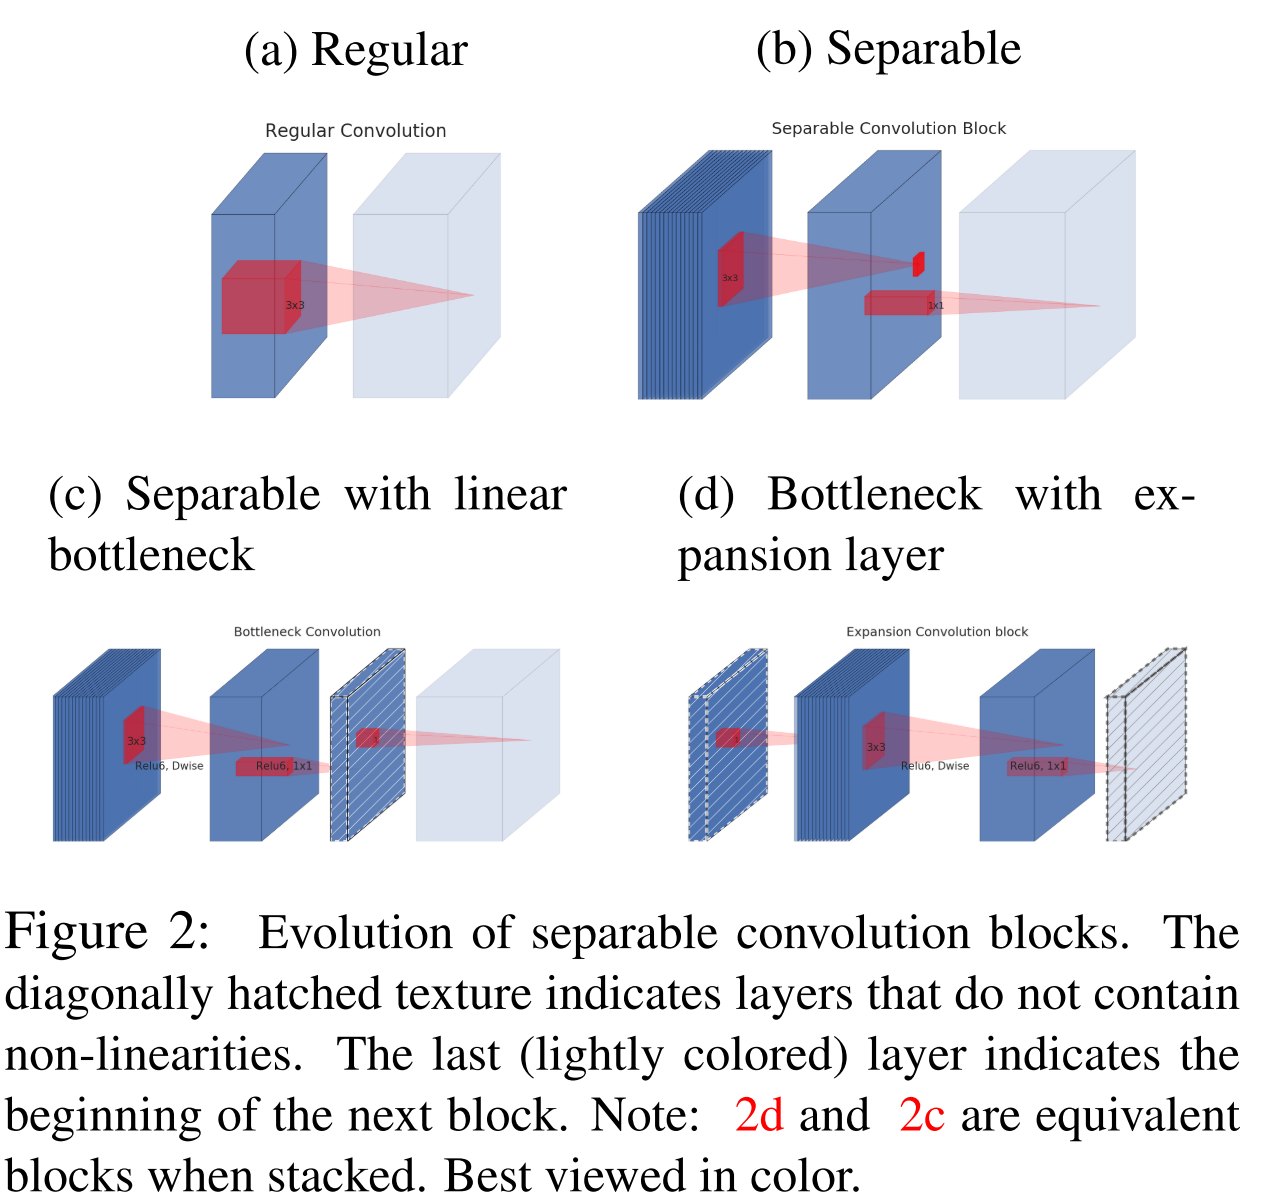 (a) Regular
(b) Separable
Regular Convolution
Separable Convolution Block
3x3
3x3
1x1
(c) Separable with linear
bottleneck
(d) Bottleneck with ex-
pansion layer
Bottleneck Convolution
Expansion Convolution block
3x3
Relu6, Dwise
Relu6, 1x1
3x3
Relu6, Dwise
Relu6, 1x1
Figure 2: Evolution of separable convolution blocks. The
diagonally hatched texture indicates layers that do not contain
non-linearities. The last (lightly colored) layer indicates the
beginning of the next block. Note: 2d and 2c are equivalent
blocks when stacked. Best viewed in color.